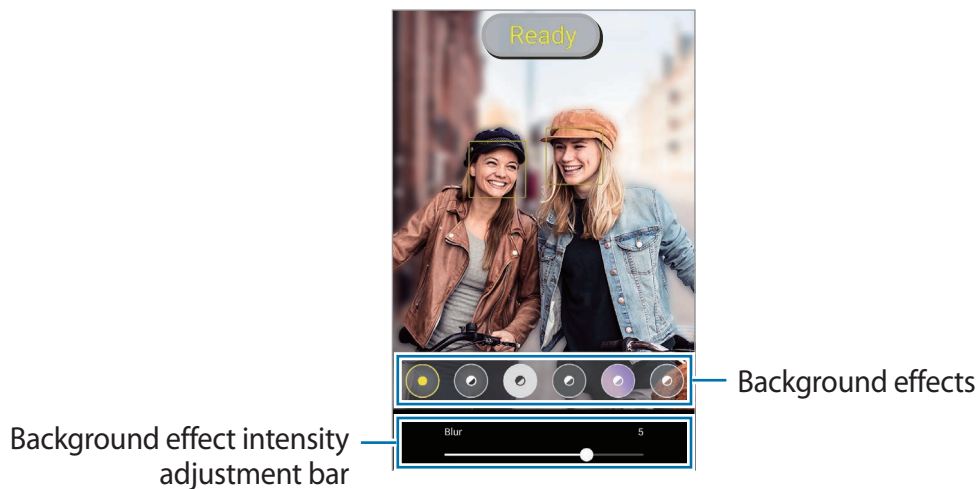 Ready
Background effects
Blur 5
Background effect intensity
adjustment bar